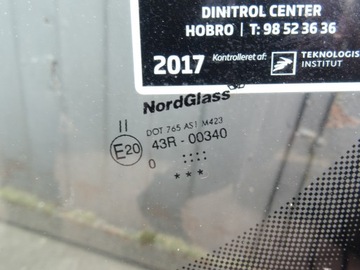 DINITROL CENTER
HOBRO | T: 98 52 36 36
2017 Kontrolleret af: TEKNOLOGISK INSTITUT
NordGlass
II
DOT 765 AS1 M423
E20 43R-00340
0 ::::
***